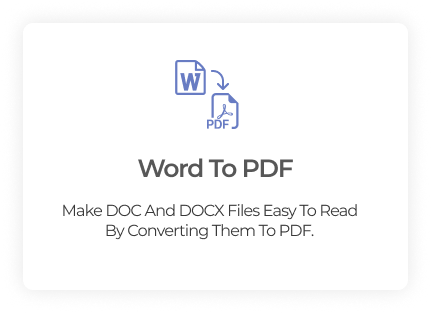 W
PDF
Word To PDF
Make DOC And DOCX Files Easy To Read
By Converting Them To PDF.